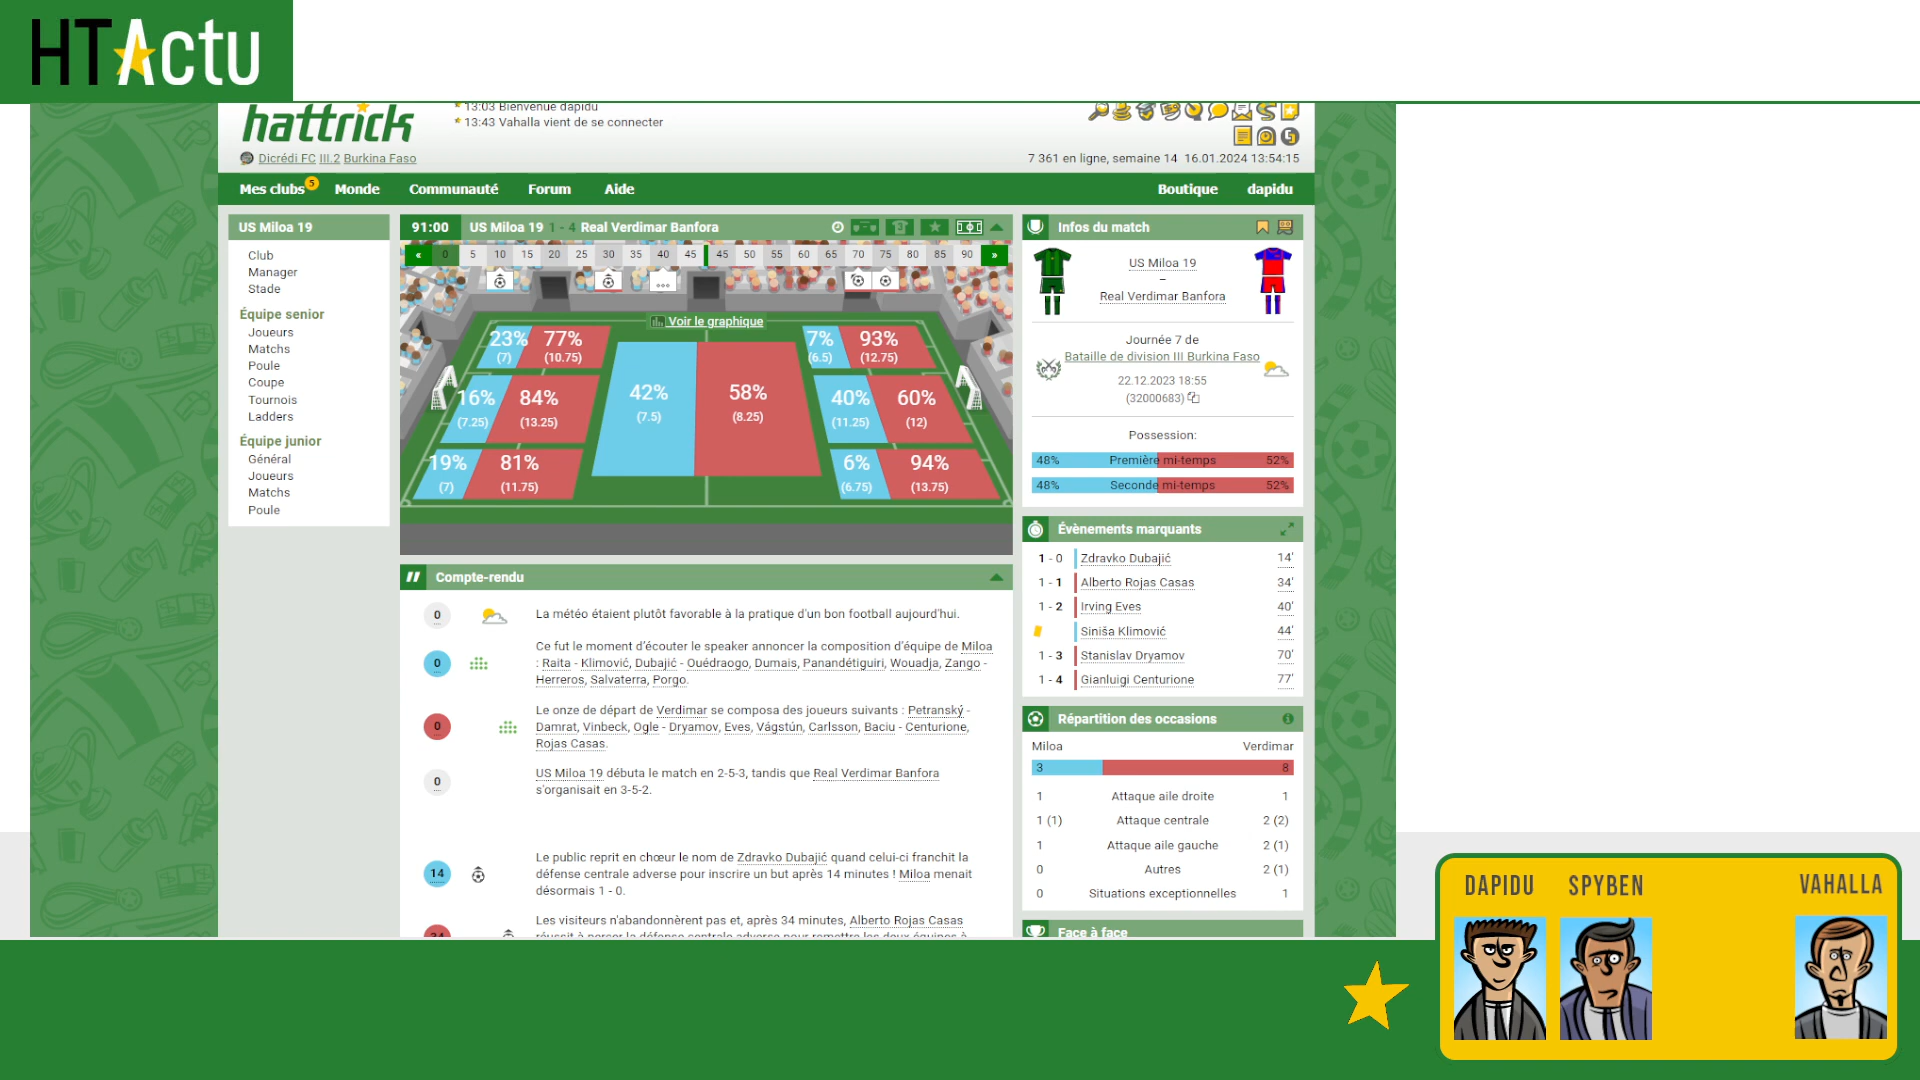 HTActu
hattrick
13:03 Bienvenue dapidu
13:43 Vahalla vient de se connecter
Dicrédi FC III.2 Burkina Faso
7 361 en ligne, semaine 14 16.01.2024 13:54:15
Mes clubs 5 Monde Communauté Forum Aide Boutique dapidu
US Miloa 19
Club
Manager
Stade
Équipe senior
Joueurs
Matchs
Poule
Coupe
Tournois
Ladders
Équipe junior
Général
Joueurs
Matchs
Poule
91:00 US Miloa 19 1 - 4 Real Verdimar Banfora
« 0 5 10 15 20 25 30 35 40 45 45 50 55 60 65 70 75 80 85 90 »
Voir le graphique
23% 77% 7% 93%
(7) (10.75) (6.5) (12.75)
16% 84% 42% 58% 40% 60%
(7.25) (13.25) (7.5) (8.25) (11.25) (12)
19% 81% 6% 94%
(7) (11.75) (6.75) (13.75)
Compte-rendu
0 La météo étaient plutôt favorable à la pratique d'un bon football aujourd'hui.
0 Ce fut le moment d'écouter le speaker annoncer la composition d'équipe de Miloa
: Raita - Klimović, Dubajić - Ouédraogo, Dumais, Panandétiguiri, Wouadja, Zango -
Herreros, Salvaterra, Porgo.
0 Le onze de départ de Verdimar se composa des joueurs suivants : Petranský -
Damrat, Vinbeck, Ogle - Dryamov, Eves, Vágstún, Carlsson, Baciu - Centurione,
Rojas Casas.
0 US Miloa 19 débuta le match en 2-5-3, tandis que Real Verdimar Banfora
s'organisait en 3-5-2.
14 Le public reprit en chœur le nom de Zdravko Dubajić quand celui-ci franchit la
défense centrale adverse pour inscrire un but après 14 minutes ! Miloa menait
désormais 1 - 0.
34 Les visiteurs n'abandonnèrent pas et, après 34 minutes, Alberto Rojas Casas
réussit à percer la défense centrale adverse pour remettre les deux équipes à
Infos du match
US Miloa 19
–
Real Verdimar Banfora
Journée 7 de
Bataille de division III Burkina Faso
22.12.2023 18:55
(32000683)
Possession:
48% Première mi-temps 52%
48% Seconde mi-temps 52%
Évènements marquants
1 - 0 Zdravko Dubajić 14'
1 - 1 Alberto Rojas Casas 34'
1 - 2 Irving Eves 40'
Siniša Klimović 44'
1 - 3 Stanislav Dryamov 70'
1 - 4 Gianluigi Centurione 77'
Répartition des occasions
Miloa Verdimar
3 8
1 Attaque aile droite 1
1 (1) Attaque centrale 2 (2)
1 Attaque aile gauche 2 (1)
0 Autres 2 (1)
0 Situations exceptionnelles 1
Face à face
DAPIDU SPYBEN VAHALLA